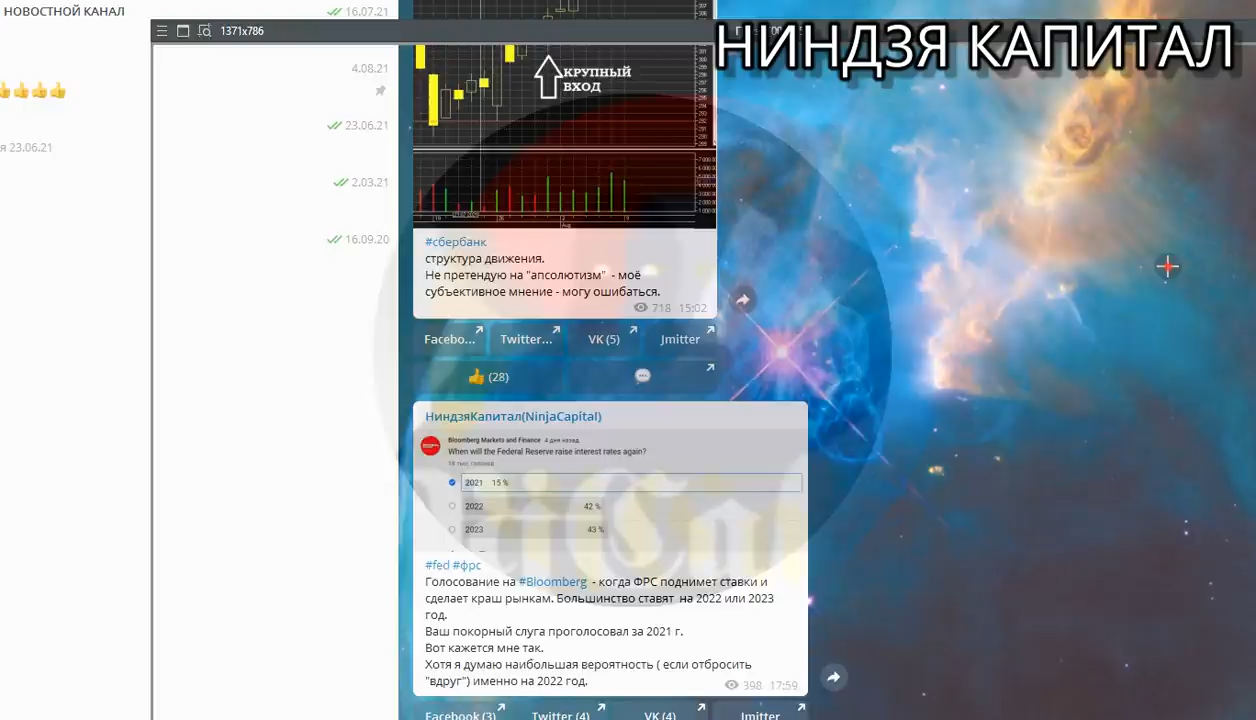 НОВОСТНОЙ КАНАЛ
16.07.21
1371x786
НИНДЗЯ КАПИТАЛ
4.08.21
КРУПНЫЙ
ВХОД
я 23.06.21
23.06.21
2.03.21
16.09.20
#сбербанк
структура движения.
Не претендую на "апсолютизм" - моё
субъективное мнение - могу ошибаться.
718 15:02
Facebo...
Twitter...
VK (5)
Jmitter
(28)
НиндзяКапитал(NinjaCapital)
Bloomberg Markets and Finance 4 дня назад
When will the Federal Reserve raise interest rates again?
2021 15 %
2022 42 %
2023 43 %
#fed #фрс
Голосование на #Bloomberg - когда ФРС поднимет ставки и
сделает краш рынкам. Большинство ставят на 2022 или 2023
год.
Ваш покорный слуга проголосовал за 2021 г.
Вот кажется мне так.
Хотя я думаю наибольшая вероятность ( если отбросить
"вдруг") именно на 2022 год.
398 17:59
Facebook (3)
Twitter (4)
VK (4)
Jmitter